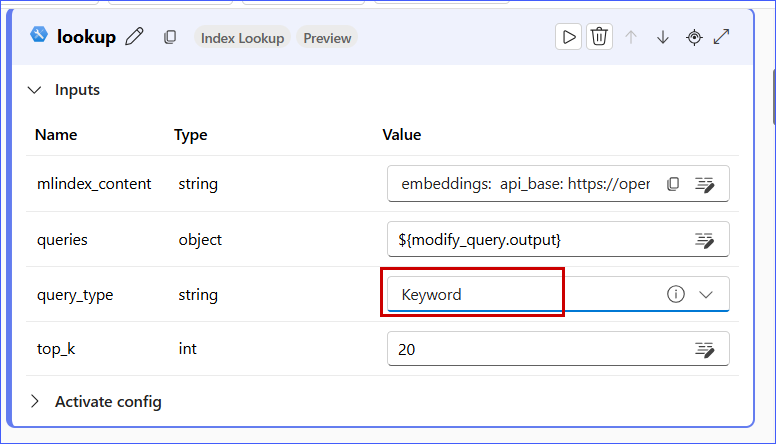 lookup Index Lookup Preview
Inputs
Name Type Value
mlindex_content string embeddings: api_base: https://oper
queries object ${modify_query.output}
query_type string Keyword
top_k int 20
Activate config